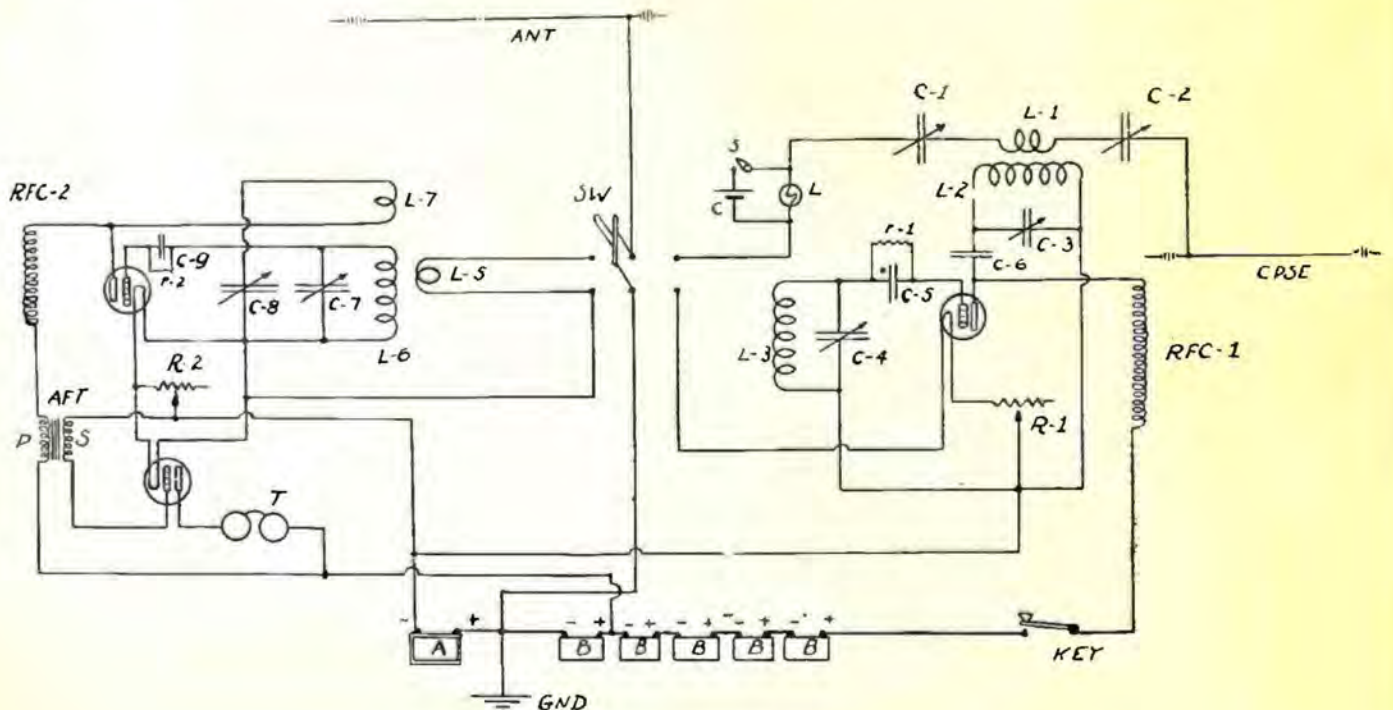 ANT
C-1
L-1
C-2
RFC-2
L-7
SW
S
C
L
L-2
C-3
C-6
CPSE
C-9
r-2
C-8
C-7
L-6
L-5
r-1
C-5
L-3
C-4
RFC-1
R-2
R-1
AFT
P
S
T
- A +
- B +
- B +
- B +
- B +
- B +
KEY
GND